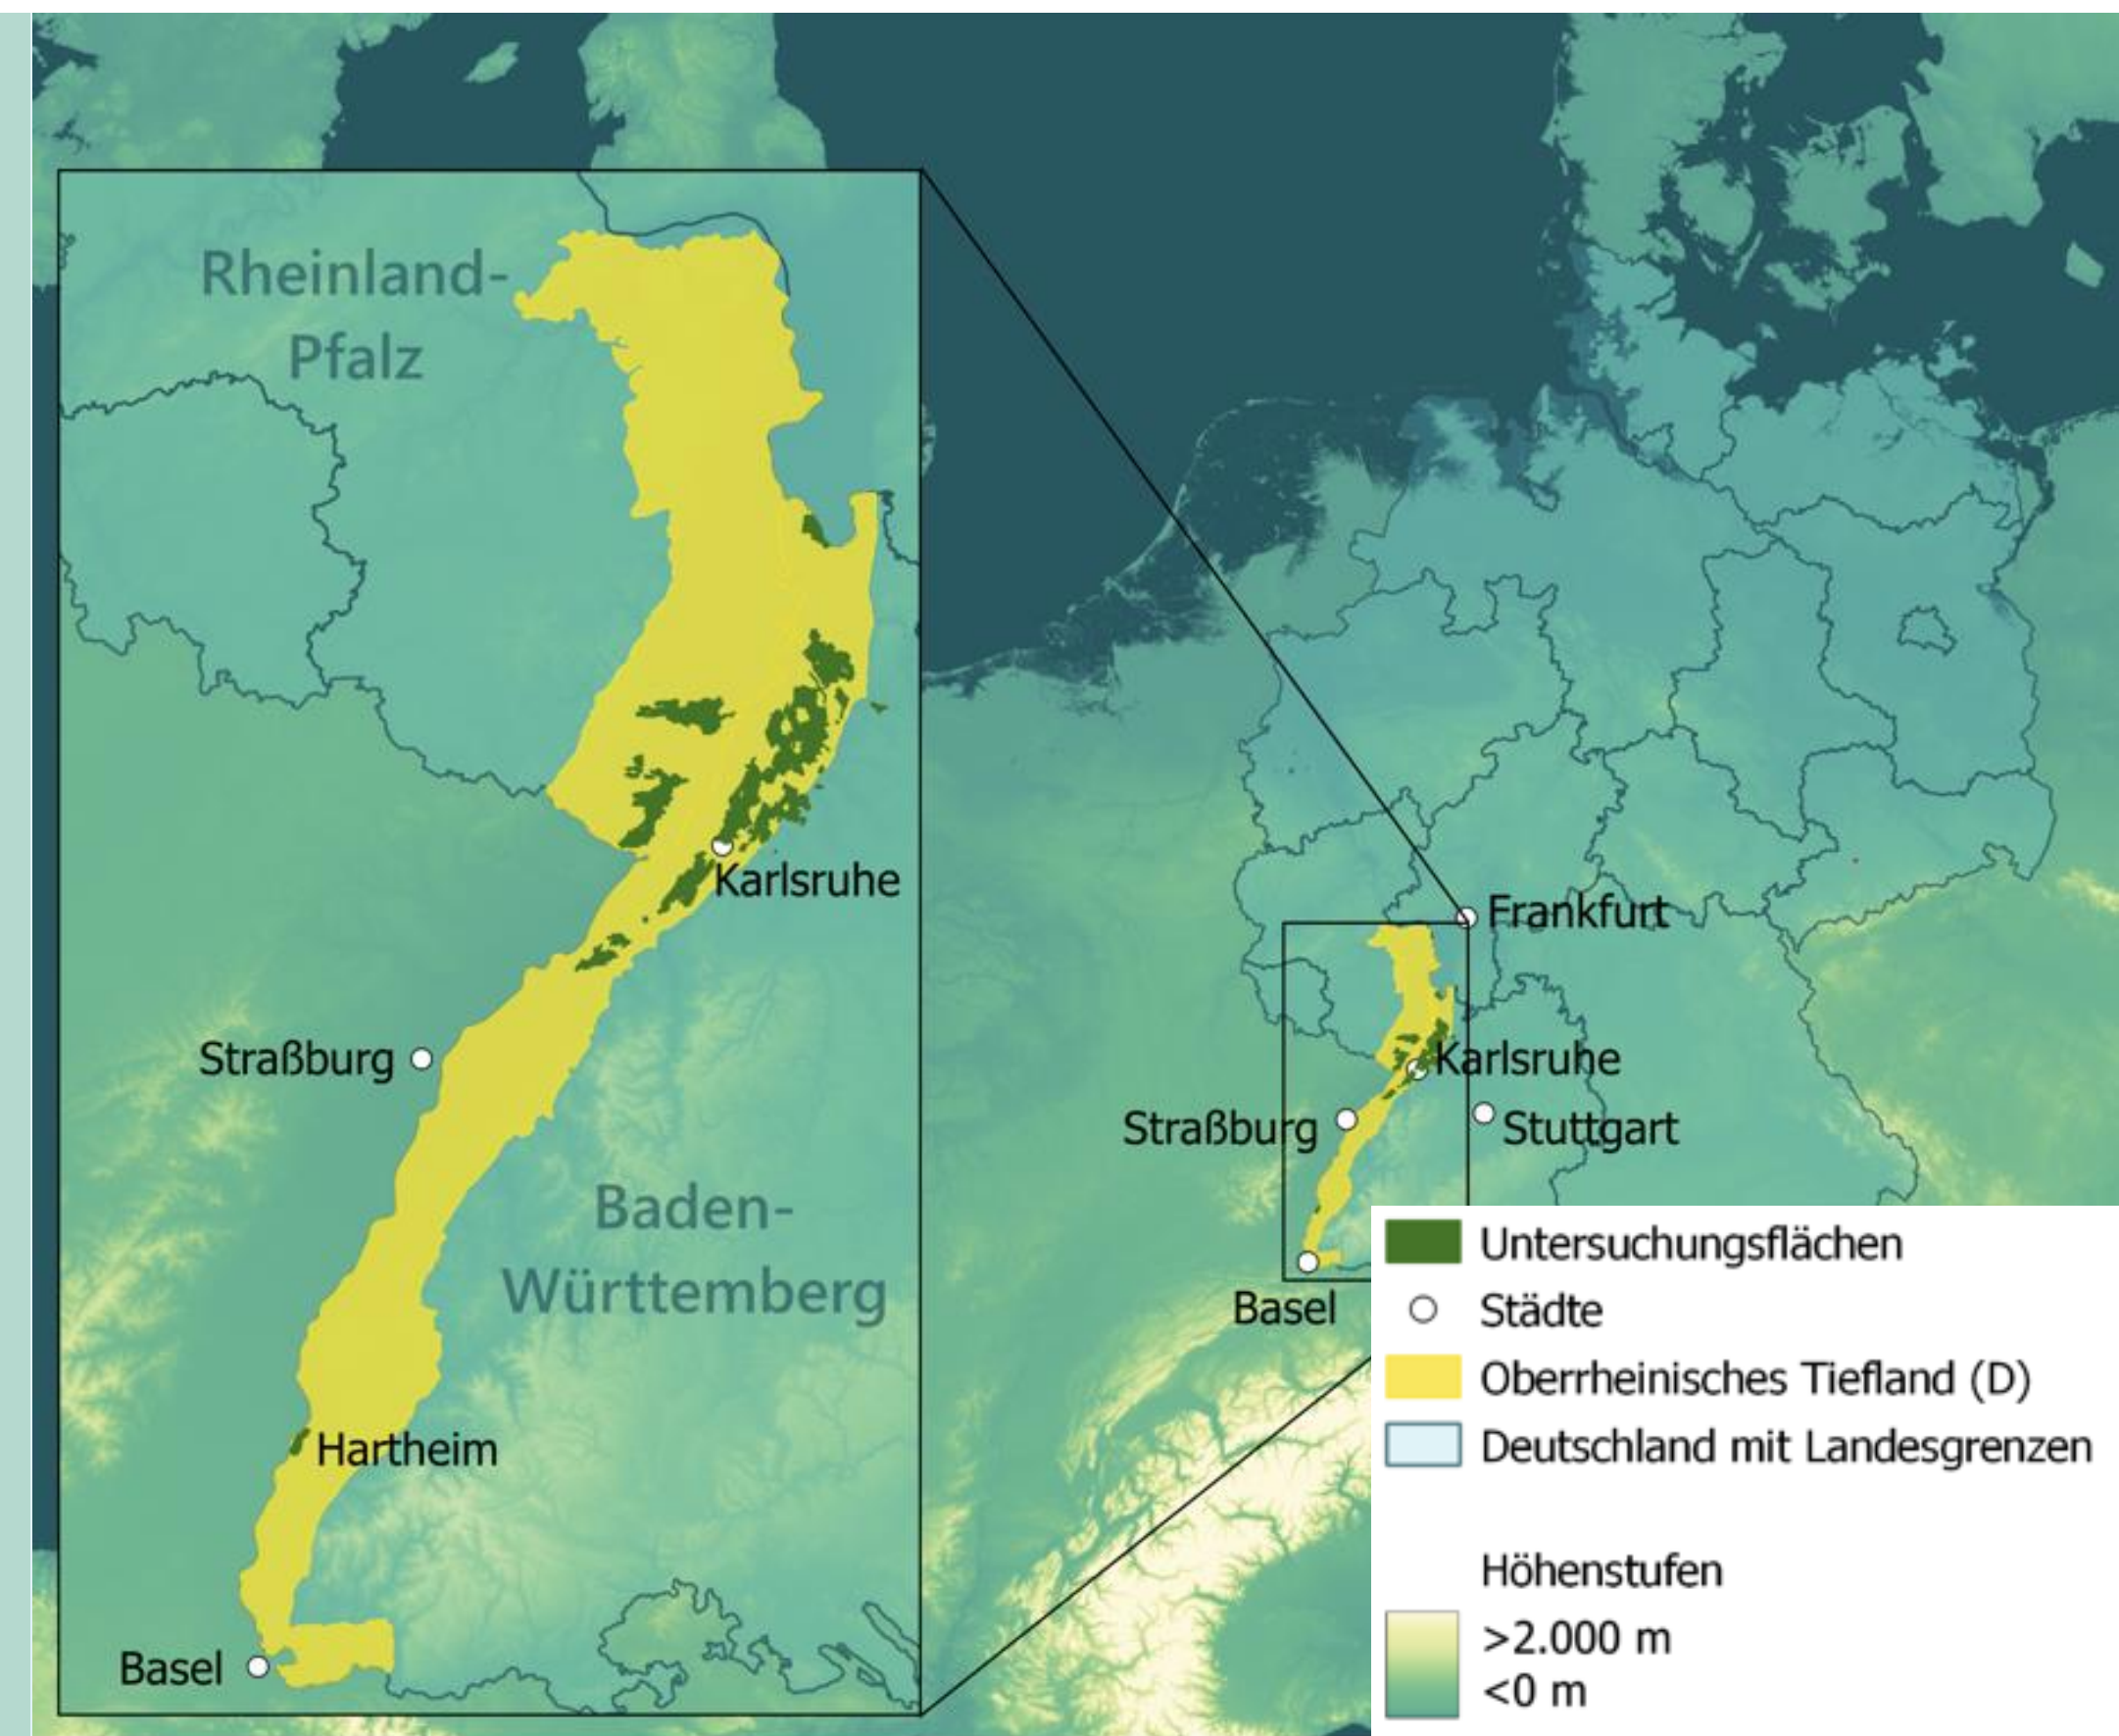 Rheinland-
Pfalz
Karlsruhe
Straßburg
Baden-
Württemberg
Hartheim
Basel
Frankfurt
Karlsruhe
Straßburg
Stuttgart
Basel
Untersuchungsflächen
Städte
Oberrheinisches Tiefland (D)
Deutschland mit Landesgrenzen
Höhenstufen
>2.000 m
<0 m